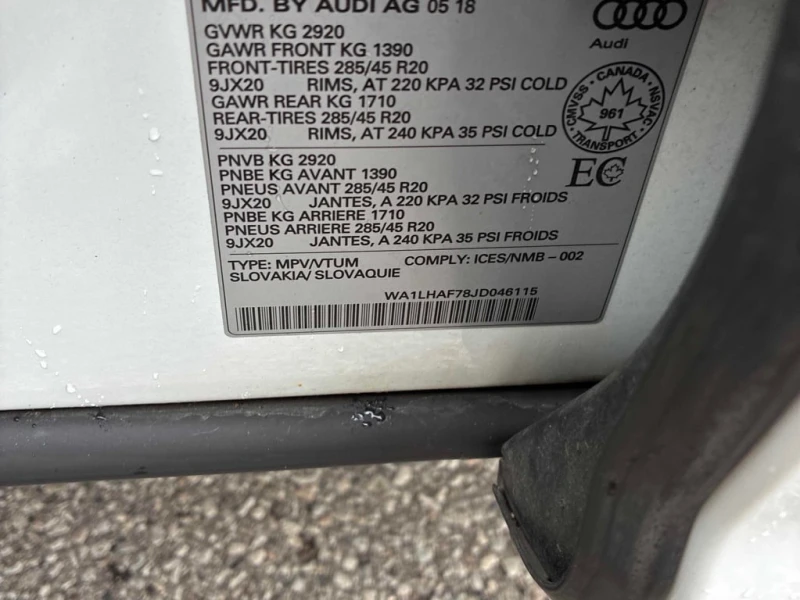 MFD. BY AUDI AG 05 18
GVWR KG 2920
GAWR FRONT KG 1390
FRONT-TIRES 285/45 R20
9JX20 RIMS, AT 220 KPA 32 PSI COLD
GAWR REAR KG 1710
REAR-TIRES 285/45 R20
9JX20 RIMS, AT 240 KPA 35 PSI COLD
Audi
CMVSS - CANADA - NSVAC
961
TRANSPORT
EC
PNVB KG 2920
PNBE KG AVANT 1390
PNEUS AVANT 285/45 R20
9JX20 JANTES, A 220 KPA 32 PSI FROIDS
PNBE KG ARRIERE 1710
PNEUS ARRIERE 285/45 R20
9JX20 JANTES, A 240 KPA 35 PSI FROIDS
TYPE: MPV/VTUM COMPLY: ICES/NMB – 002
SLOVAKIA/ SLOVAQUIE
WA1LHAF78JD046115